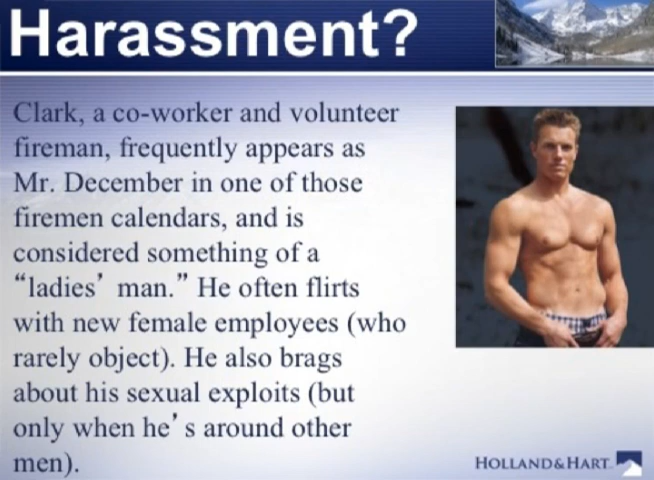 Harassment?
Clark, a co-worker and volunteer
fireman, frequently appears as
Mr. December in one of those
firemen calendars, and is
considered something of a
“ladies’ man.” He often flirts
with new female employees (who
rarely object). He also brags
about his sexual exploits (but
only when he’s around other
men).
HOLLAND&HART